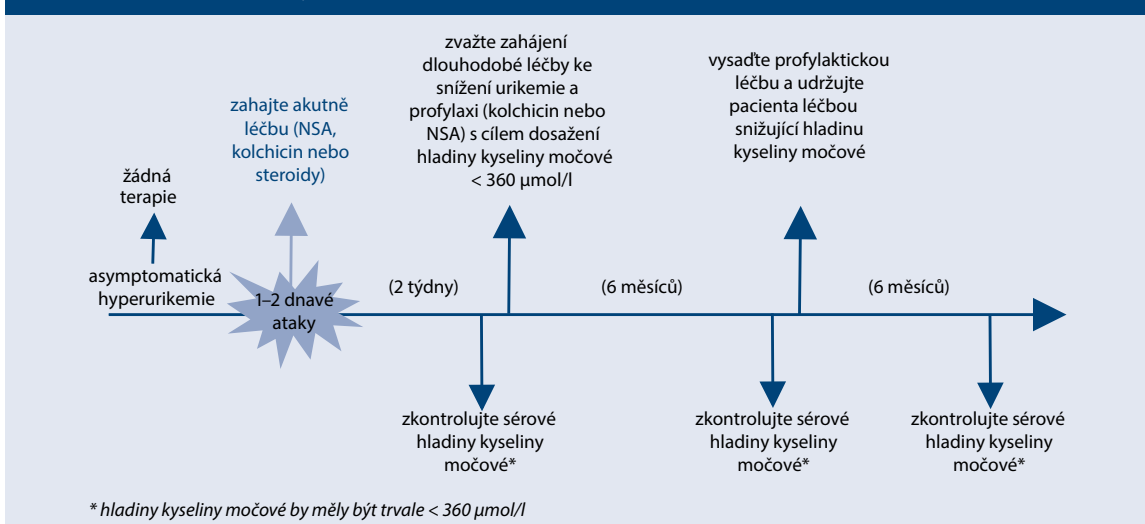 žádná
terapie
asymptomatická
hyperurikemie
zahajte akutně
léčbu (NSA,
kolchicin nebo
steroidy)
1–2 dnavé
ataky
(2 týdny)
zvažte zahájení
dlouhodobé léčby ke
snížení urikemie a
profylaxi (kolchicin nebo
NSA) s cílem dosažení
hladiny kyseliny močové
< 360 µmol/l
(6 měsíců)
vysaďte profylaktickou
léčbu a udržujte
pacienta léčbou
snižující hladinu
kyseliny močové
(6 měsíců)
zkontrolujte sérové
hladiny kyseliny
močové*
zkontrolujte sérové
hladiny kyseliny
močové*
zkontrolujte sérové
hladiny kyseliny
močové*
* hladiny kyseliny močové by měly být trvale < 360 µmol/l